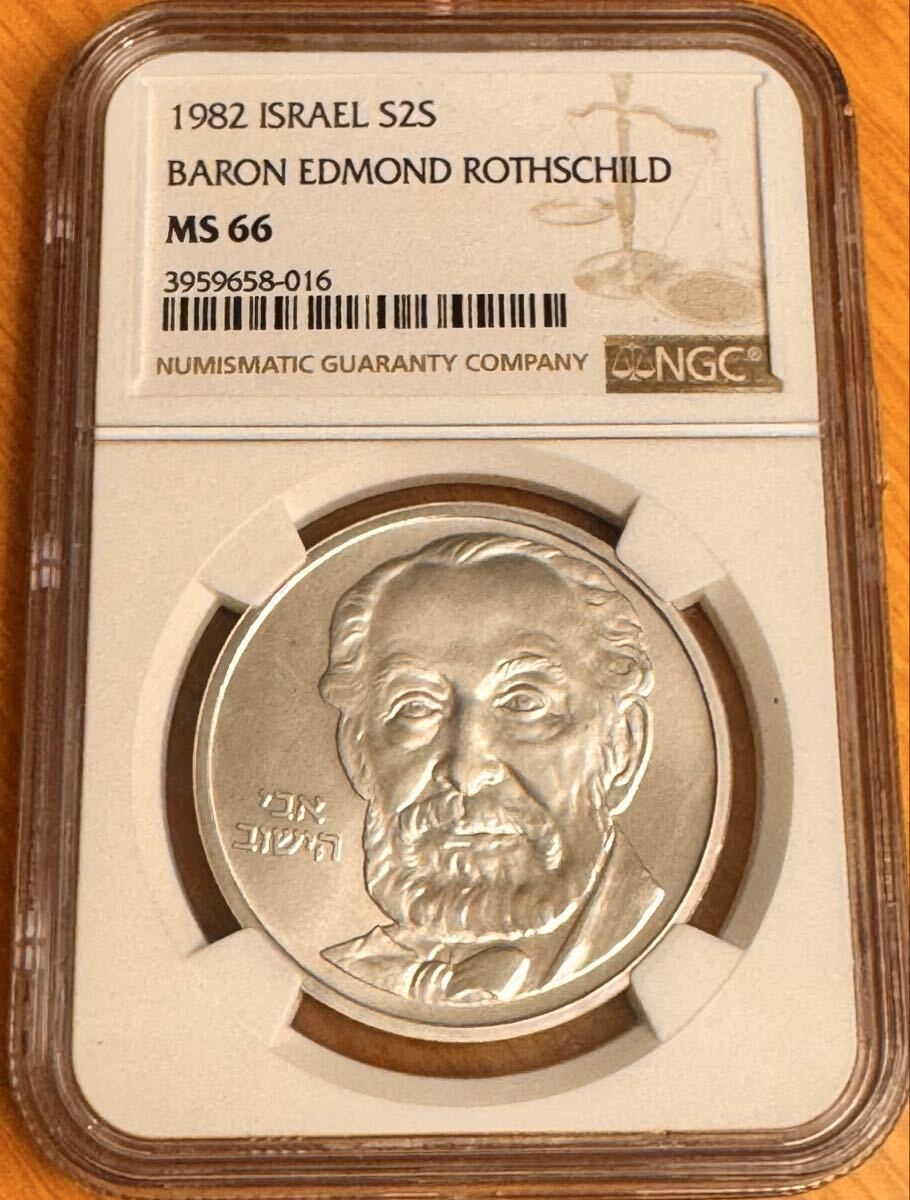 1982 ISRAEL S2S
BARON EDMOND ROTHSCHILD
MS 66
3959658-016
NUMISMATIC GUARANTY COMPANY
NGC®
אבי
הישוב